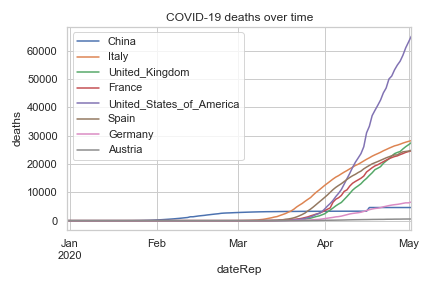 COVID-19 deaths over time
deaths
60000
50000
40000
30000
20000
10000
0
China
Italy
United_Kingdom
France
United_States_of_America
Spain
Germany
Austria
Jan
2020
Feb
Mar
Apr
May
dateRep